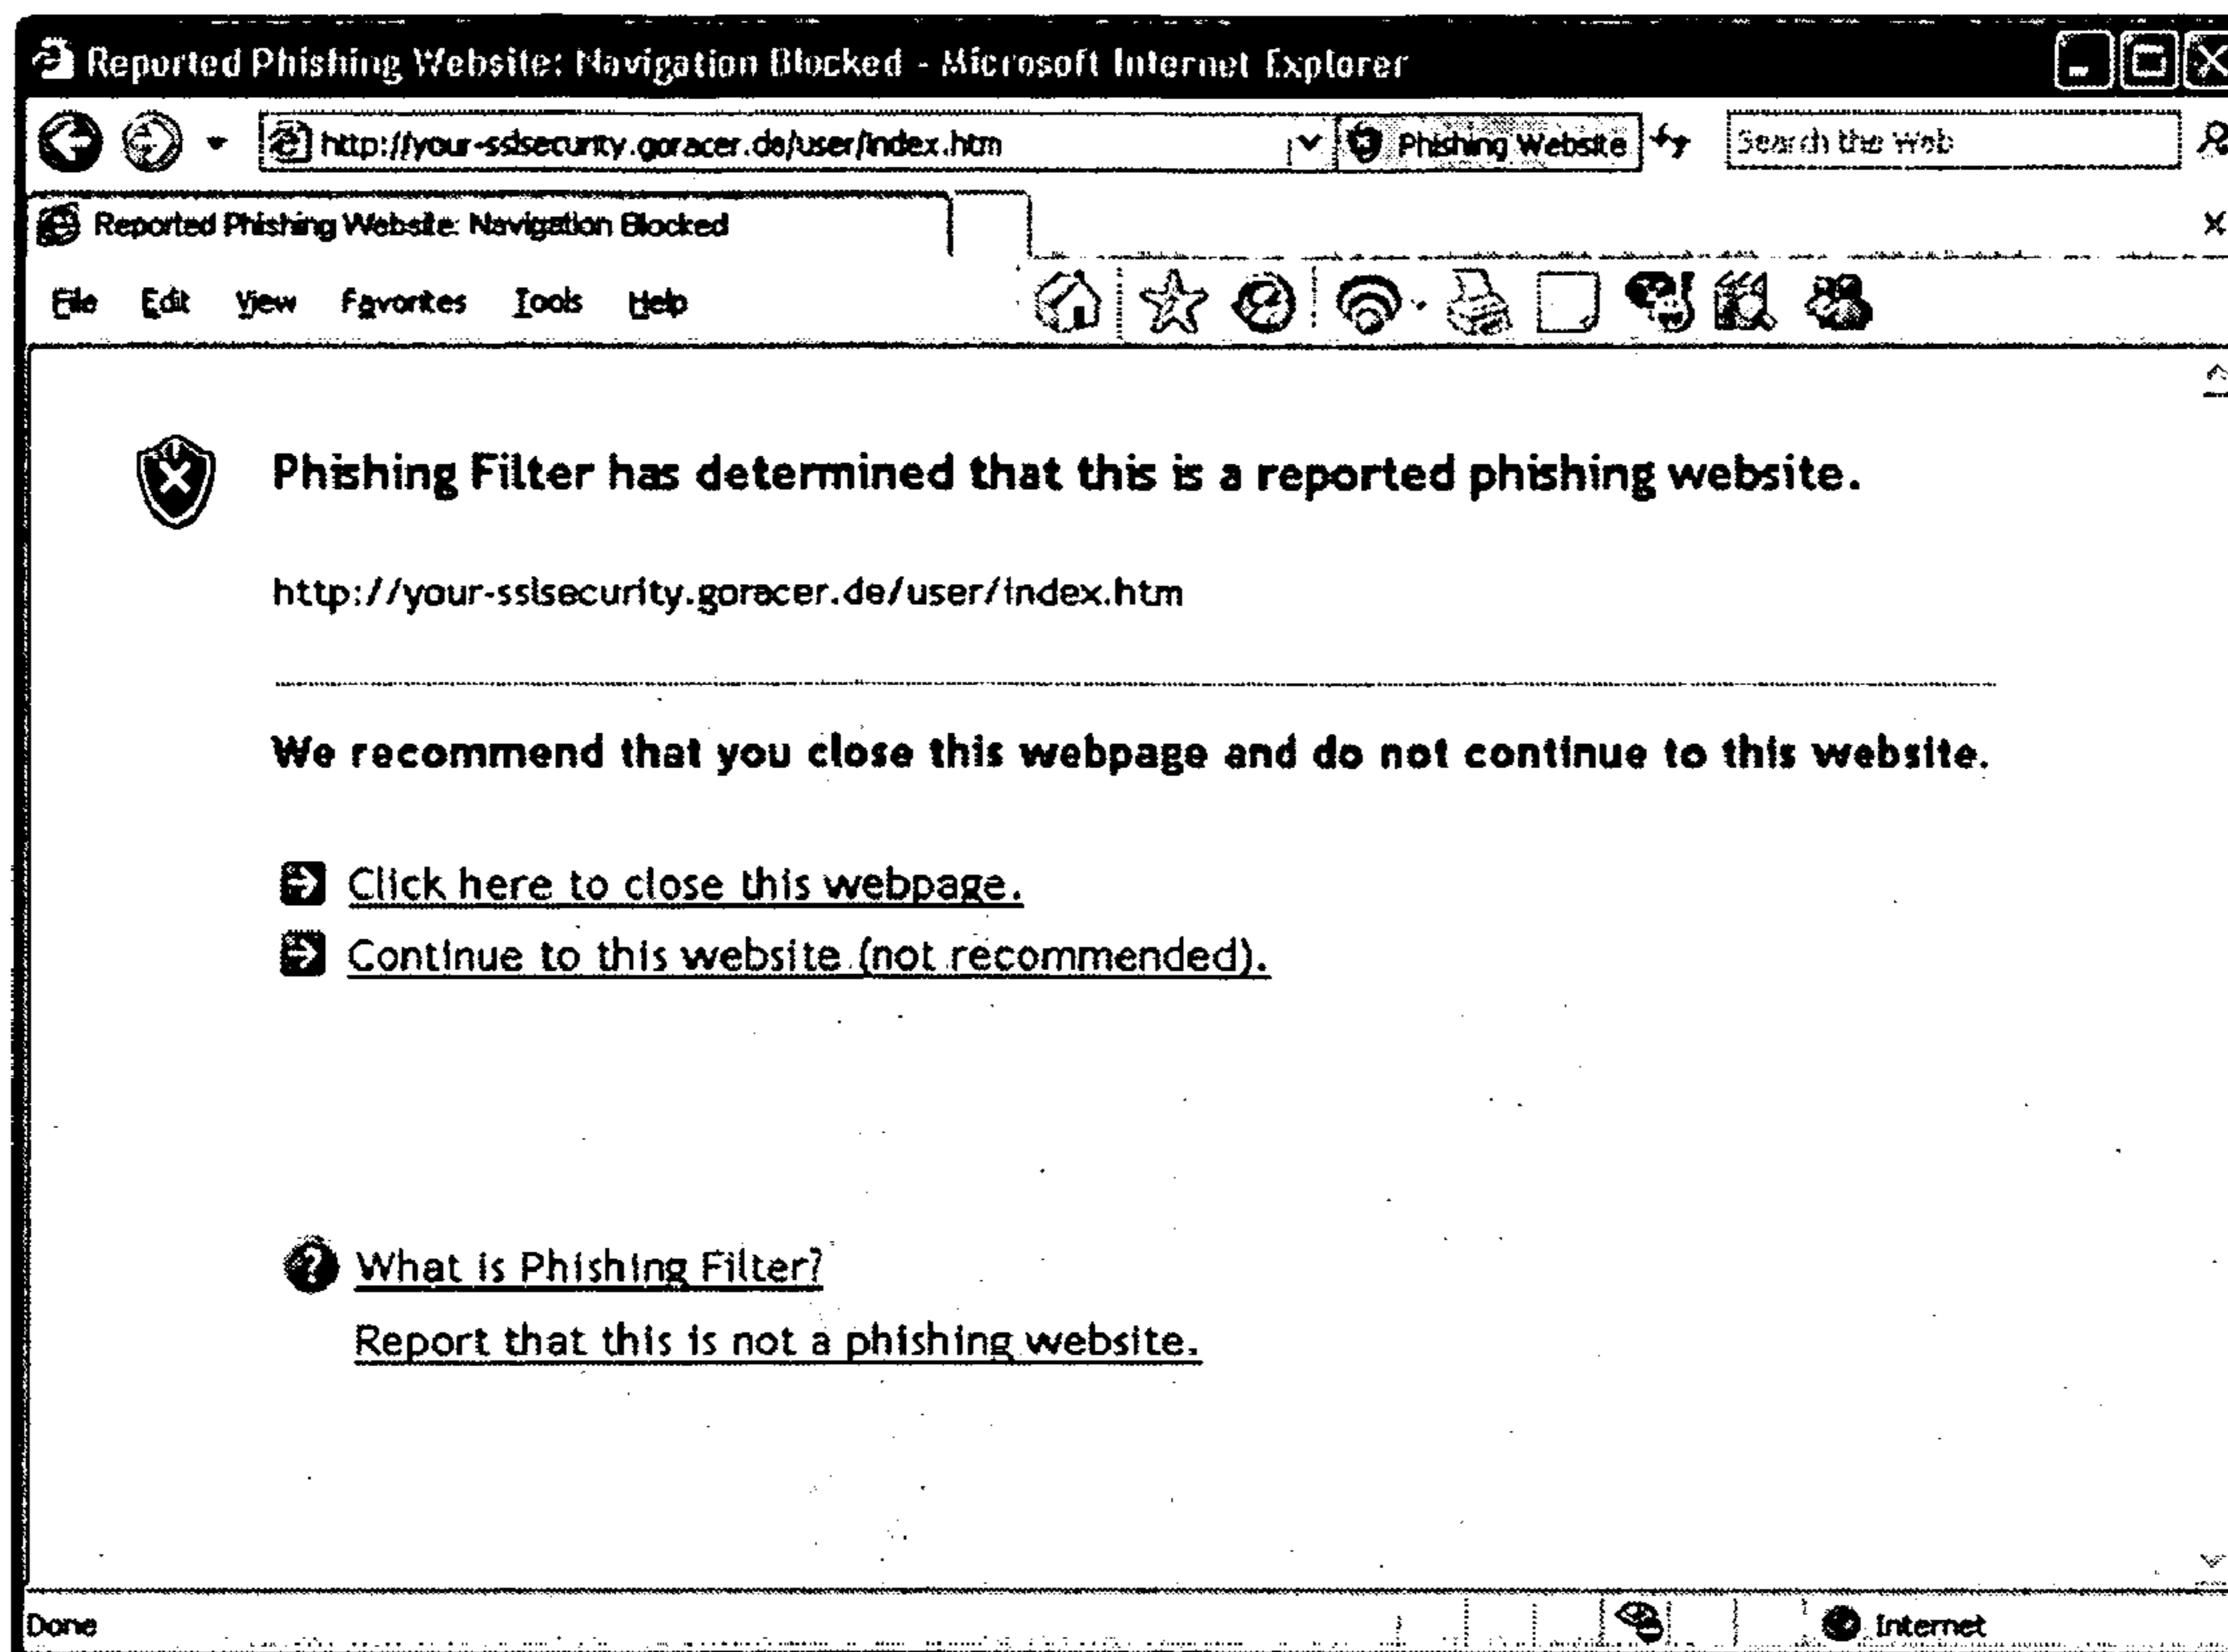 Reported Phishing Website: Navigation Blocked - Microsoft Internet Explorer
http://your-sslsecurity.goracer.de/user/index.htm Phishing Website Search the Web
Reported Phishing Website: Navigation Blocked
File Edit View Favorites Tools Help
Phishing Filter has determined that this is a reported phishing website.
http://your-sslsecurity.goracer.de/user/index.htm
We recommend that you close this webpage and do not continue to this website.
Click here to close this webpage.
Continue to this website (not recommended).
What is Phishing Filter?
Report that this is not a phishing website.
Done Internet